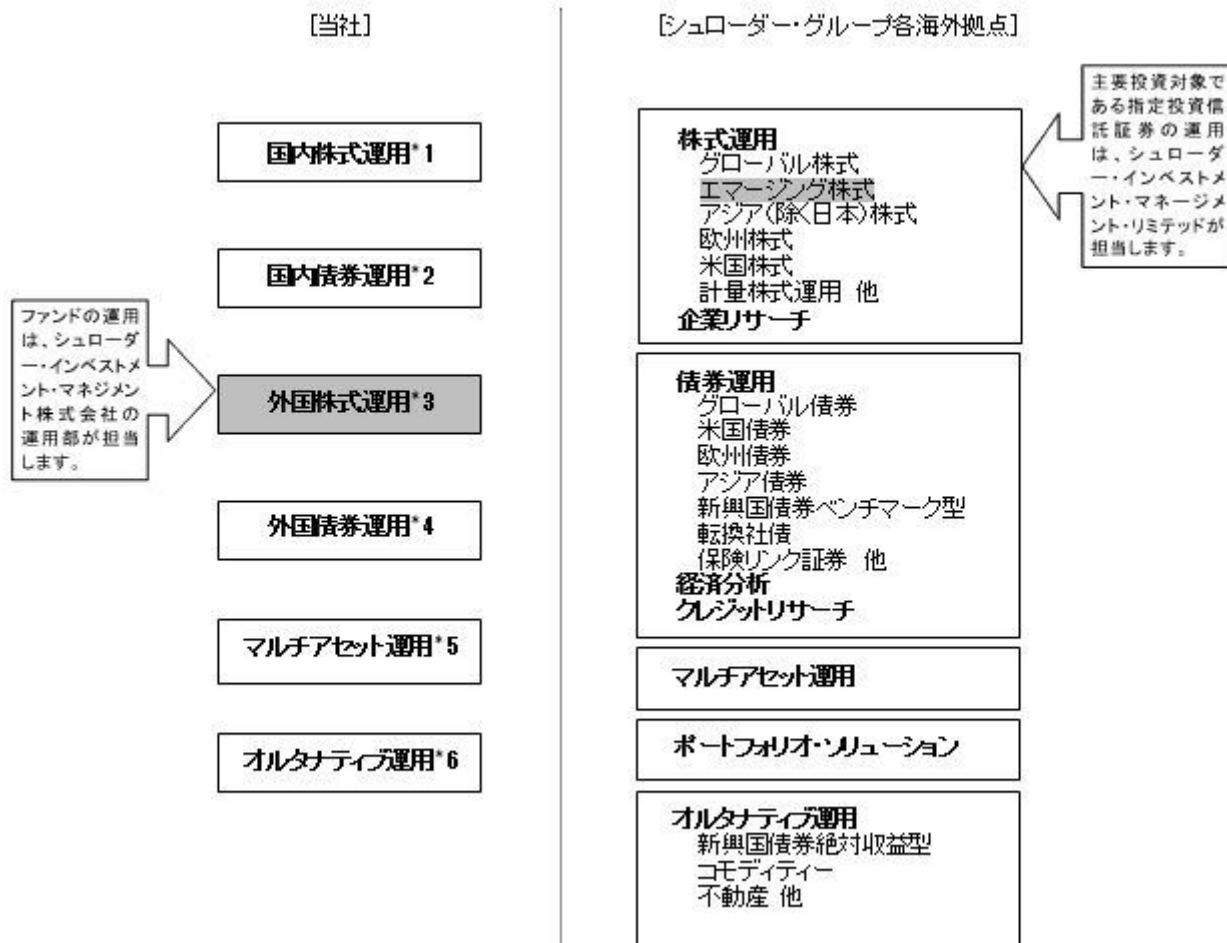 [当社]
[シュローダー・グループ各海外拠点]
国内株式運用*1
国内債券運用*2
ファンドの運用
は、シュローダ
ー・インベストメ
ント・マネジメン
ト株式会社の
運用部が担当
します。
外国株式運用*3
外国債券運用*4
マルチアセット運用*5
オルタナティブ運用*6
株式運用
グローバル株式
エマージング株式
アジア(除く日本)株式
欧州株式
米国株式
計量株式運用 他
企業リサーチ
主要投資対象で
ある指定投資信
託証券の運用
は、シュローダ
ー・インベストメ
ント・マネージメ
ント・リミテッドが
担当します。
債券運用
グローバル債券
米国債券
欧州債券
アジア債券
新興国債券ベンチマーク型
転換社債
保険リンク証券 他
経済分析
クレジットリサーチ
マルチアセット運用
ポートフォリオ・ソリューション
オルタナティブ運用
新興国債券絶対収益型
コモディティー
不動産 他